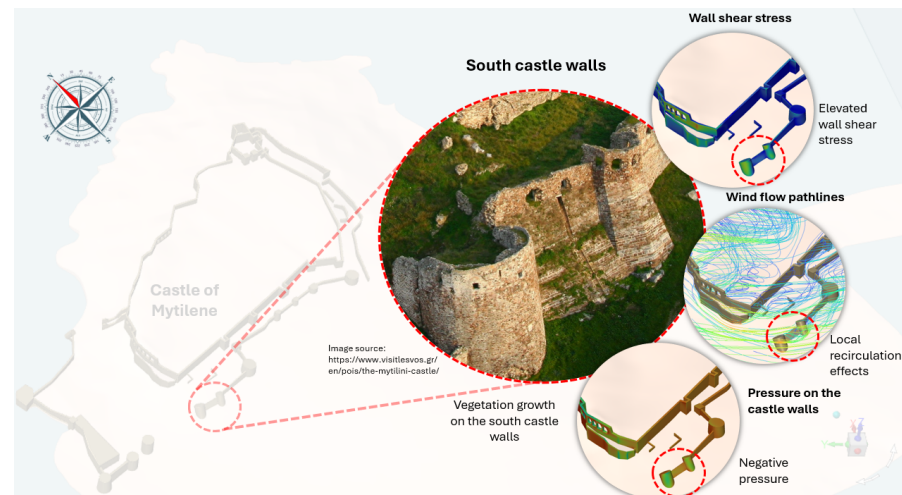 Wall shear stress
South castle walls
Elevated
wall shear
stress
Wind flow pathlines
Castle of
Mytilene
Image source:
https://www.visitlesvos.gr/
en/pois/the-mytilini-castle/
Local
recirculation
effects
Pressure on the
castle walls
Vegetation growth
on the south castle
walls
Negative
pressure